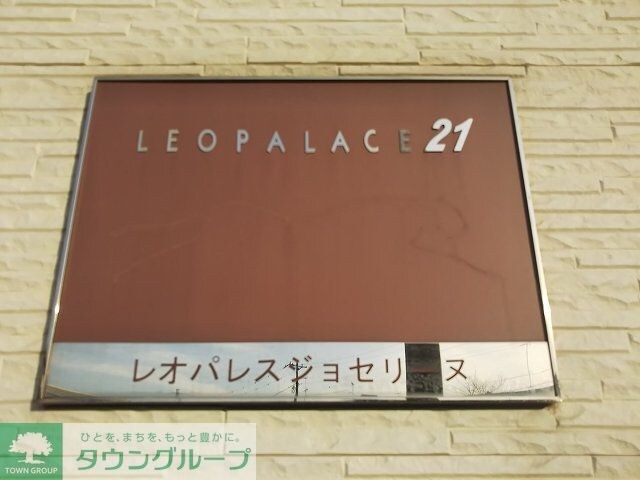 LEOPALACE21
レオパレスジョセリーヌ
ひとを、まちを、もっと豊かに。
TOWN GROUP
タウングループ